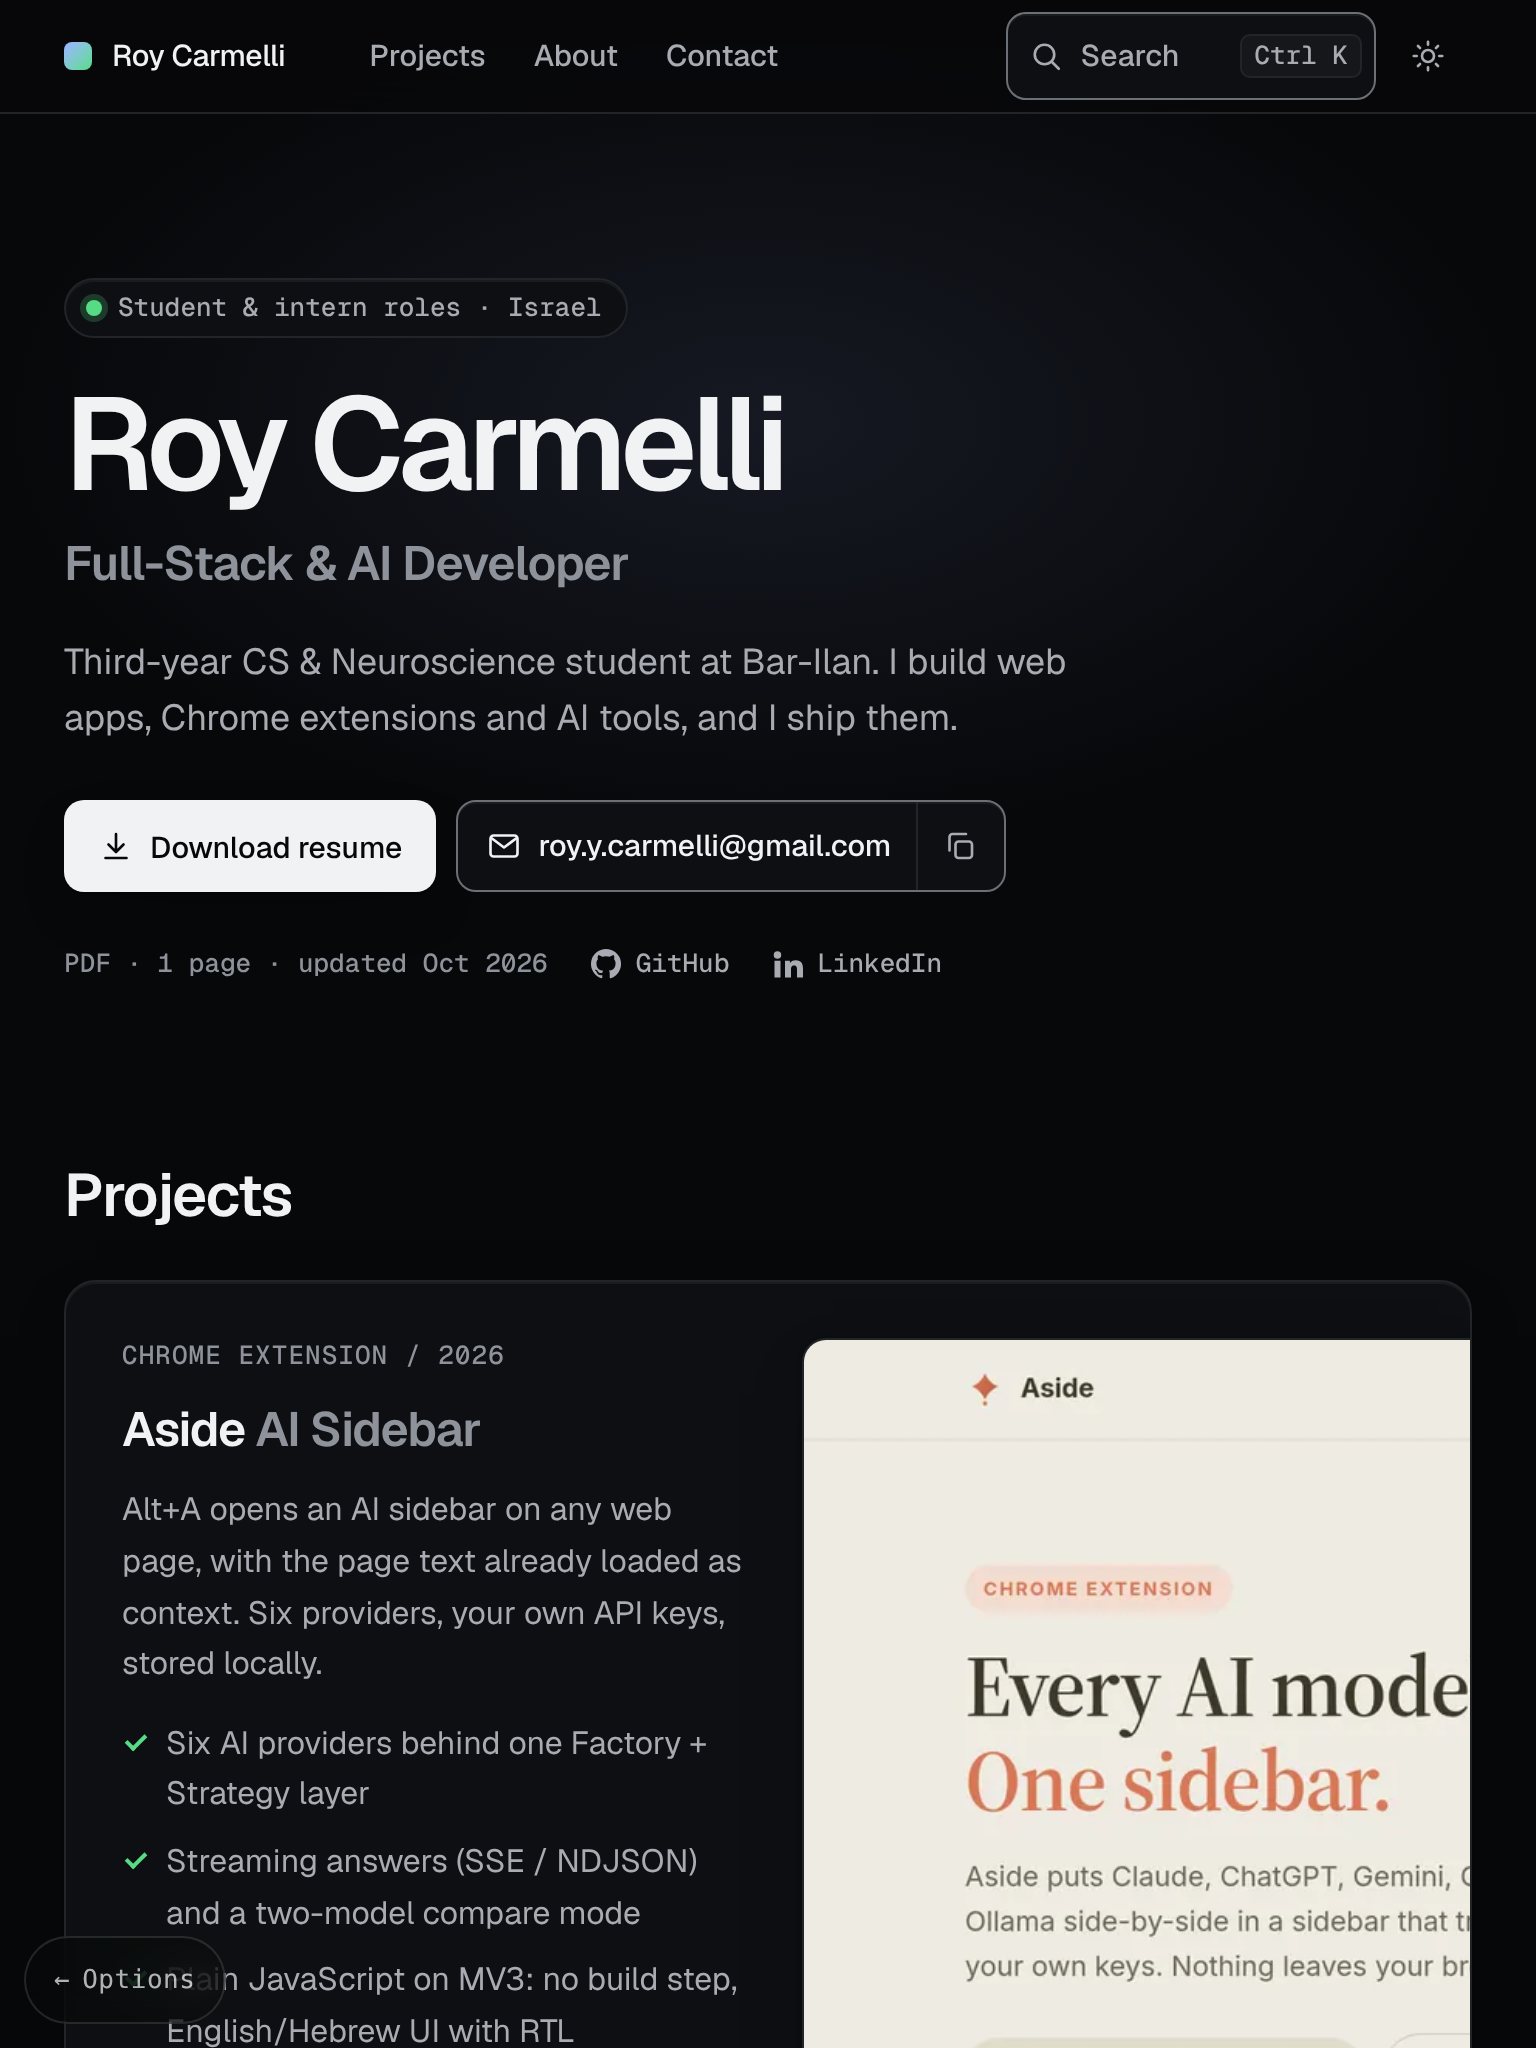 Roy Carmelli
Projects
About
Contact
Search
Ctrl K
Student & intern roles · Israel
Roy Carmelli
Full-Stack & AI Developer
Third-year CS & Neuroscience student at Bar-Ilan. I build web
apps, Chrome extensions and AI tools, and I ship them.
Download resume
roy.y.carmelli@gmail.com
PDF · 1 page · updated Oct 2026
GitHub
LinkedIn
Projects
CHROME EXTENSION / 2026
Aside AI Sidebar
Alt+A opens an AI sidebar on any web
page, with the page text already loaded as
context. Six providers, your own API keys,
stored locally.
Six AI providers behind one Factory +
Strategy layer
Streaming answers (SSE / NDJSON)
and a two-model compare mode
Plain JavaScript on MV3: no build step,
English/Hebrew UI with RTL
← Options
Aside
CHROME EXTENSION
Every AI mode
One sidebar.
Aside puts Claude, ChatGPT, Gemini,
Ollama side-by-side in a sidebar that
your own keys. Nothing leaves your